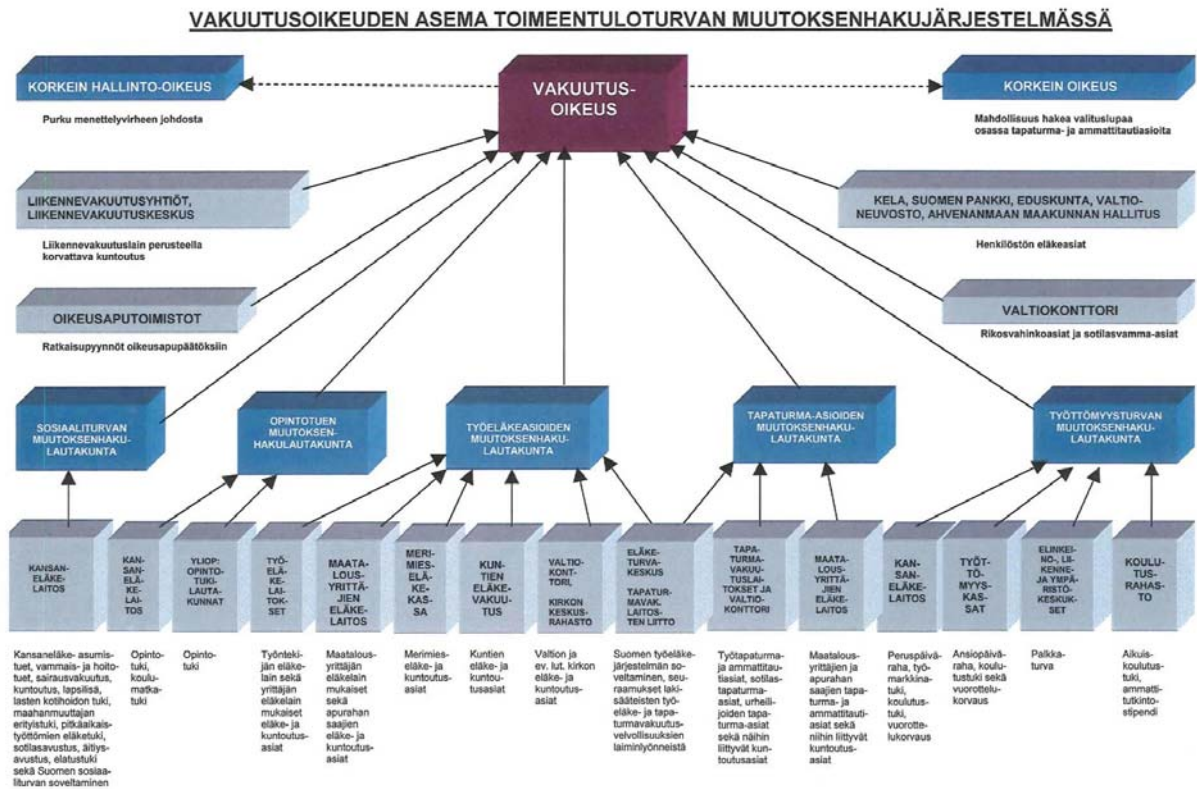 VAKUUTUSOIKEUDEN ASEMA TOIMEENTULOTURVAN MUUTOKSENHAKUJÄRJESTELMÄSSÄ
KORKEIN HALLINTO-OIKEUS
Purku menettelyvirheen johdosta
VAKUUTUS-
OIKEUS
KORKEIN OIKEUS
Mahdollisuus hakea valituslupaa
osassa tapaturma- ja ammattitautiasioita
LIIKENNEVAKUUTUSYHTIÖT,
LIIKENNEVAKUUTUSKESKUS
Liikennevakuutuslain perusteella
korvattava kuntoutus
KELA, SUOMEN PANKKI, EDUSKUNTA, VALTIO-
NEUVOSTO, AHVENANMAAN MAAKUNNAN HALLITUS
Henkilöstön eläkeasiat
OIKEUSAPUTOIMISTOT
Ratkaisupyynnöt oikeusapupäätöksiin
VALTIOKONTTORI
Rikosvahinkoasiat ja sotilasvamma-asiat
SOSIAALITURVAN
MUUTOKSENHAKU-
LAUTAKUNTA
OPINTOTUEN
MUUTOKSEN-
HAKULAUTAKUNTA
TYÖELÄKEASIOIDEN
MUUTOKSENHAKU-
LAUTAKUNTA
TAPATURMA-ASIOIDEN
MUUTOKSENHAKU-
LAUTAKUNTA
TYÖTTÖMYYSTURVAN
MUUTOKSENHAKU-
LAUTAKUNTA
KANSAN-
ELÄKE-
LAITOS
KAN-
SAN-
ELÄ-
KE-
LAI-
TOS
YLIOP:
OPINTO-
TUKI-
LAUTA-
KUNNAT
TYÖ-
ELÄ-
KE-
LAI-
TOK-
SET
MAATA-
LOUS-
YRITTÄ-
JIEN
ELÄKE-
LAITOS
MERI-
MIES-
ELÄ-
KE-
KAS-
SA
KUN-
TIEN
ELÄKE-
VAKUU-
TUS
VALTIO-
KONT-
TORI,
KIRKON
KESKUS-
RAHASTO
ELÄKE-
TURVA-
KESKUS
TAPATUR-
MAVAK.
LAITOS-
TEN LIITTO
TAPA-
TURMA-
VAKUU-
TUSLAI-
TOKSET JA
VALTIO-
KONTTORI
MAATA-
LOUS-
YRITTÄ-
JIEN
ELÄKE-
LAITOS
KAN-
SAN-
ELÄKE-
LAITOS
TYÖT-
TÖ-
MYYS-
KAS-
SAT
ELINKEI-
NO-, LII-
KENNE-
JA YMPÄ-
RISTÖ-
KESKUK-
SET
KOULU-
TUS-
RAHAS-
TO
Kansaneläke- asumis-
tuet, vammais- ja hoito-
tuet, sairausvakuutus,
kuntoutus, lapsilisä,
lasten kotihoidon tuki,
maahanmuuttajan
erityistuki, pitkäaikais-
työttömien eläketuki,
sotilasavustus, äitiys-
avustus, elatustuki
sekä Suomen sosiaa-
liturvan soveltaminen
Opinto-
tuki,
koulu-
matka-
tuki
Opinto-
tuki
Työnteki-
jän eläke-
lain sekä
yrittäjän
eläkelain
mukaiset
eläke- ja
kuntoutus-
asiat
Maatalous-
yrittäjän
eläkelain
mukaiset
sekä
apurahan
saajien
eläke- ja
kuntoutus-
asiat
Merimies-
eläke- ja
kuntoutus-
asiat
Kuntien
eläke- ja
kuntoutus-
asiat
Valtion ja
ev. lut. kirkon
eläke- ja
kuntoutus-
asiat
Suomen työeläke-
järjestelmän so-
veltaminen, seu-
raamukset laki-
sääteisten työ-
eläke- ja tapa-
turmavakuutus-
velvollisuuksien
laiminlyönneistä
Työtapaturma-
ja ammattitau-
tiasiat, sotilas-
tapaturma-
asiat, urheili-
joiden tapa-
turma-asiat
sekä näihin
liittyvät kun-
toutusasiat
Maatalous-
yrittäjien ja
apurahan
saajien tapa-
turma- ja
ammattitauti-
asiat sekä
niihin liittyvät
kuntoutus-
asiat
Peruspäivä-
raha, työ-
markkina-
tuki,
koulutus-
tuki,
vuorotte-
lukorvaus
Ansiopäivä-
raha, koulu-
tustuki sekä
vuorottelu-
korvaus
Palkka-
turva
Aikuis-
koulutus-
tuki,
ammatti-
tutkinto-
stipendi